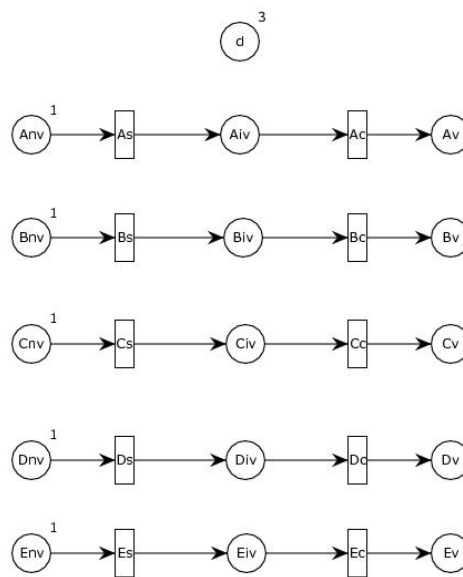 3
d
1
Anv As Aiv Ac Av
1
Bnv Bs Biv Bc Bv
1
Cnv Cs Civ Cc Cv
1
Dnv Ds Div Dc Dv
1
Env Es Eiv Ec Ev